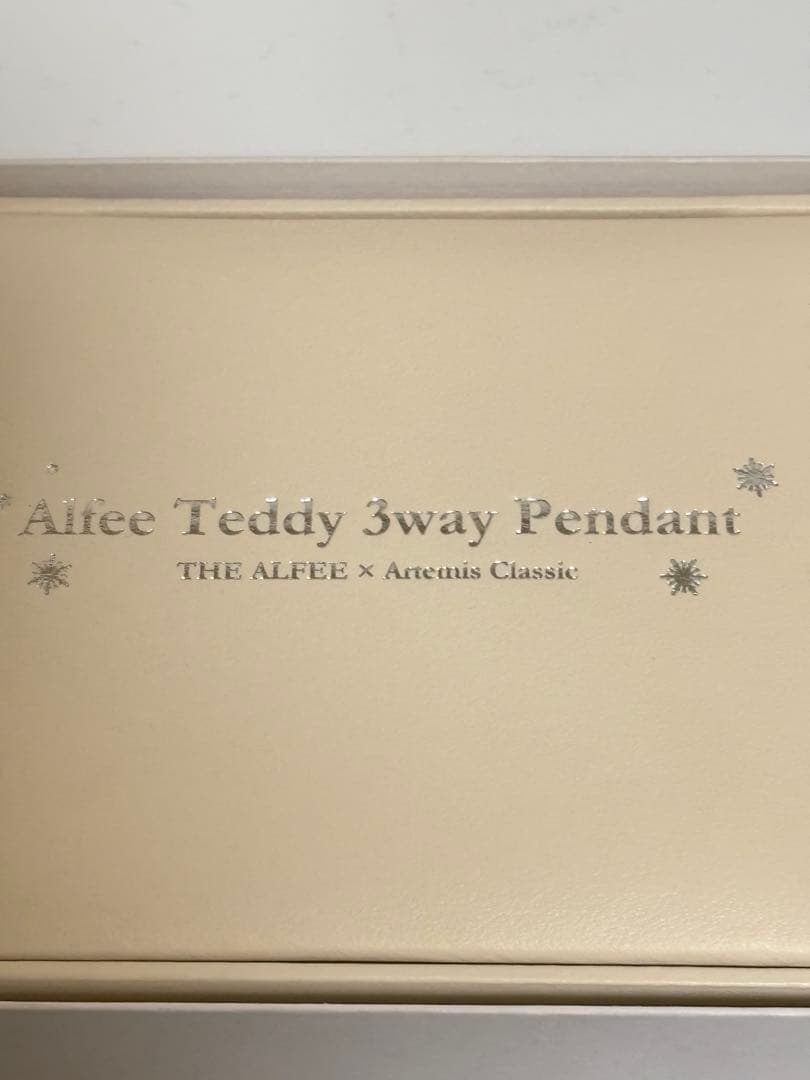 Alfee Teddy 3way Pendant
THE ALFEE × Artemis Classic